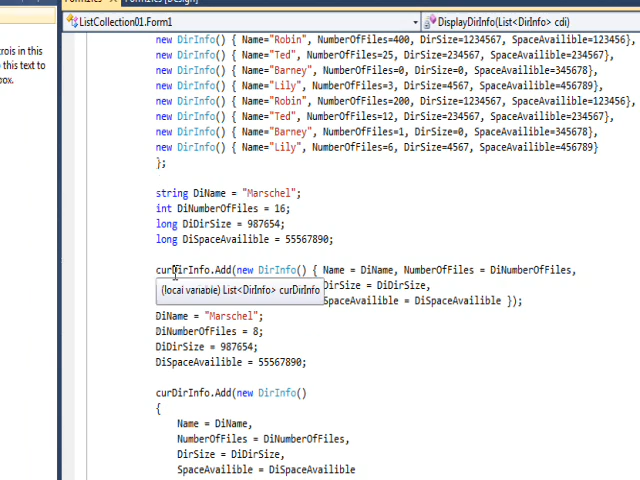 ListCollection01.Form1
DisplayDirInfo(List<DirInfo> cdi)
trols in this
this text to
box.
new DirInfo() { Name="Robin", NumberOfFiles=400, DirSize=1234567, SpaceAvailible=123456},
new DirInfo() { Name="Ted", NumberOfFiles=25, DirSize=234567, SpaceAvailible=234567},
new DirInfo() { Name="Barney", NumberOfFiles=0, DirSize=0, SpaceAvailible=345678},
new DirInfo() { Name="Lily", NumberOfFiles=3, DirSize=4567, SpaceAvailible=456789},
new DirInfo() { Name="Robin", NumberOfFiles=200, DirSize=1234567, SpaceAvailible=123456},
new DirInfo() { Name="Ted", NumberOfFiles=12, DirSize=234567, SpaceAvailible=234567},
new DirInfo() { Name="Barney", NumberOfFiles=1, DirSize=0, SpaceAvailible=345678},
new DirInfo() { Name="Lily", NumberOfFiles=6, DirSize=4567, SpaceAvailible=456789}
};
string DiName = "Marschel";
int DiNumberOfFiles = 16;
long DiDirSize = 987654;
long DiSpaceAvailible = 55567890;
curDirInfo.Add(new DirInfo() { Name = DiName, NumberOfFiles = DiNumberOfFiles,
DirSize = DiDirSize,
(local variable) List<DirInfo> curDirInfo
SpaceAvailible = DiSpaceAvailible });
DiName = "Marschel";
DiNumberOfFiles = 8;
DiDirSize = 987654;
DiSpaceAvailible = 55567890;
curDirInfo.Add(new DirInfo()
{
Name = DiName,
NumberOfFiles = DiNumberOfFiles,
DirSize = DiDirSize,
SpaceAvailible = DiSpaceAvailible